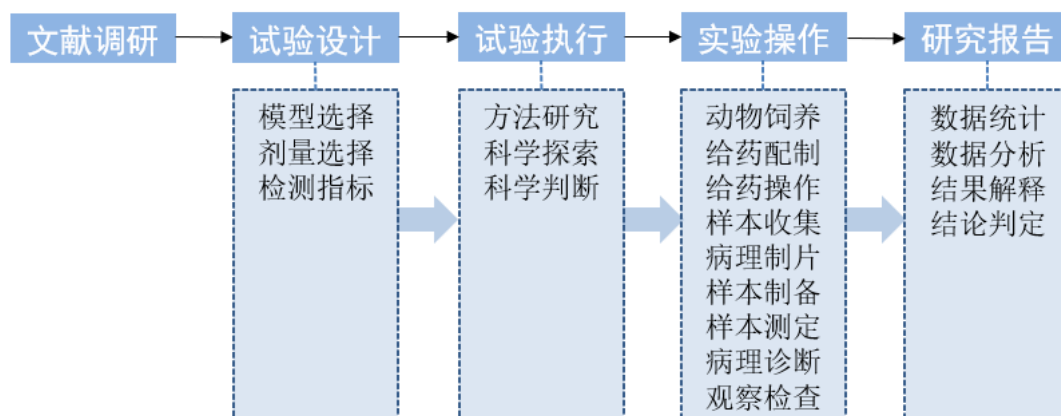 文献调研
试验设计
试验执行
实验操作
研究报告
模型选择
剂量选择
检测指标
方法研究
科学探索
科学判断
动物饲养
给药配制
给药操作
样本收集
病理制片
样本制备
样本测定
病理诊断
观察检查
数据统计
数据分析
结果解释
结论判定